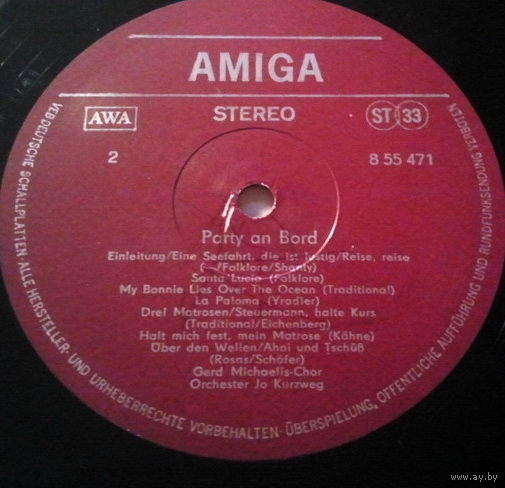 AMIGA
AWA
STEREO
ST 33
2
8 55 471
Party an Bord
Einleitung/Eine Seefahrt, die ist lustig/Reise, reise
(—/Folklore/Shanty)
Santa Lucia (Folklore)
My Bonnie Lies Over The Ocean (Traditional)
La Paloma (Yradier)
Drei Matrosen/Steuermann, halte Kurs
(Traditional/Eichenberg)
Halt mich fest, mein Matrose (Kähne)
Über den Wellen/Ahoi und Tschüß
(Rosas/Schöfer)
Gerd Michaelis-Chor
Orchester Jo Kurzweg
VEB DEUTSCHE SCHALLPLATTEN · ALLE HERSTELLER- UND URHEBERRECHTE VORBEHALTEN · ÜBERSPIELUNG, ÖFFENTLICHE AUFFÜHRUNG UND RUNDFUNKSENDUNG VERBOTEN
www.ay.by